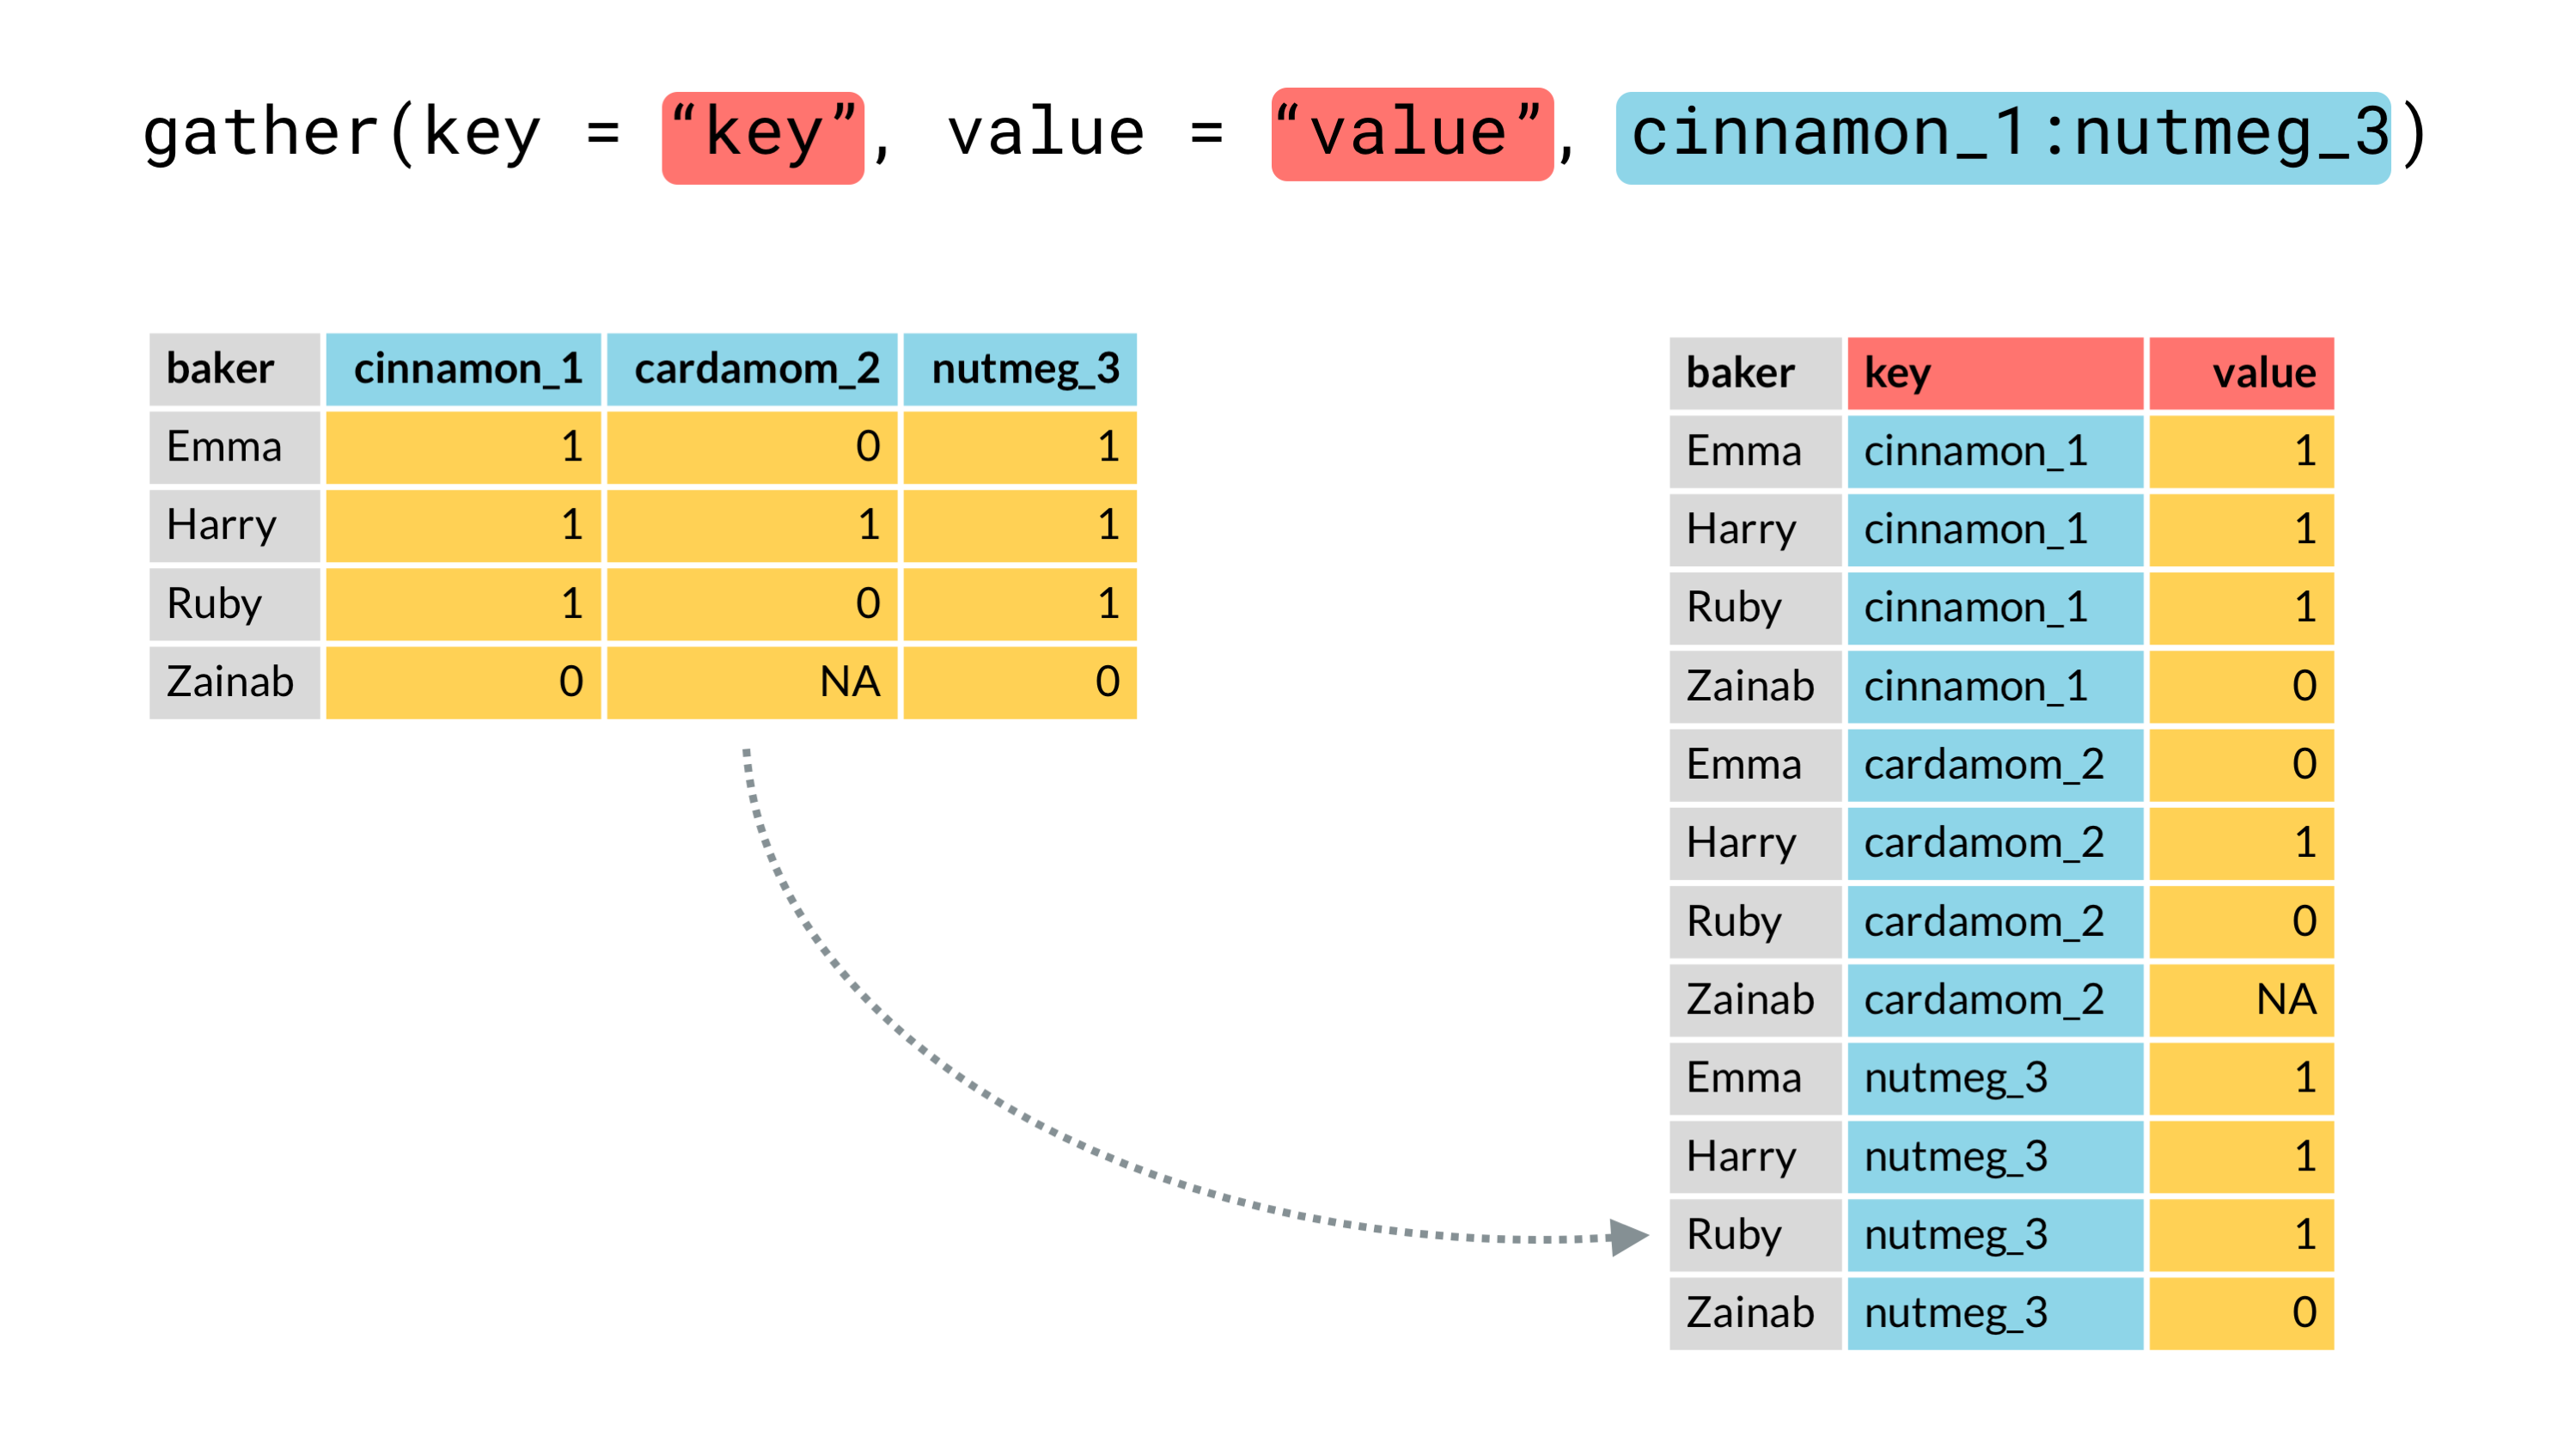 gather(key = “key”, value = “value”, cinnamon_1:nutmeg_3)
baker cinnamon_1 cardamom_2 nutmeg_3
Emma 1 0 1
Harry 1 1 1
Ruby 1 0 1
Zainab 0 NA 0
baker key value
Emma cinnamon_1 1
Harry cinnamon_1 1
Ruby cinnamon_1 1
Zainab cinnamon_1 0
Emma cardamom_2 0
Harry cardamom_2 1
Ruby cardamom_2 0
Zainab cardamom_2 NA
Emma nutmeg_3 1
Harry nutmeg_3 1
Ruby nutmeg_3 1
Zainab nutmeg_3 0